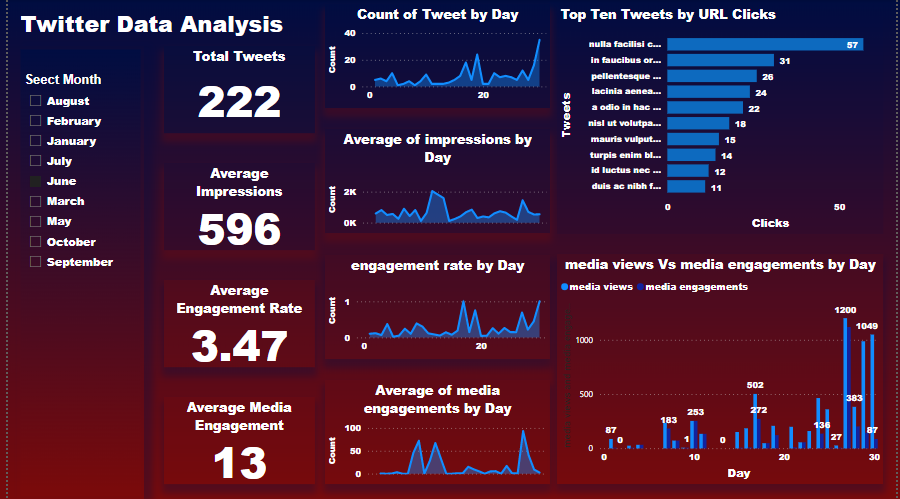 Twitter Data Analysis
Seect Month
August
February
January
July
June
March
May
October
September
Total Tweets
222
Average
Impressions
596
Average
Engagement Rate
3.47
Average Media
Engagement
13
Count of Tweet by Day
Count
40
20
0
0 20
Average of impressions by
Day
Count
2K
0K
engagement rate by Day
Count
1
0
0 20
Average of media
engagements by Day
Count
100
50
0
Top Ten Tweets by URL Clicks
Tweets
nulla facilisi c... 57
in faucibus or... 31
pellentesque ... 26
lacinia aenea... 24
a odio in hac ... 22
nisl ut volutpa... 18
mauris vulput... 15
turpis enim bl... 14
id luctus nec ... 12
duis ac nibh f... 11
0 50
Clicks
media views Vs media engagements by Day
media views media engagements
1000
500
0
87 0 183 1 253 0 502 272 136 27 1200 383 1049 87
0 10 20 30
Day